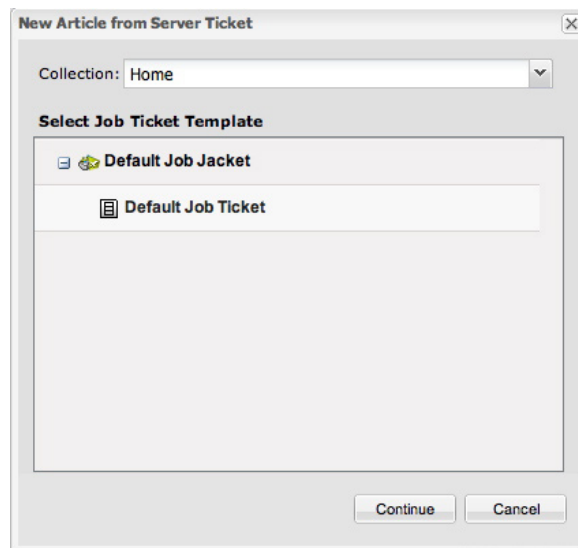 New Article from Server Ticket
Collection: Home
Select Job Ticket Template
Default Job Jacket
Default Job Ticket
Continue Cancel